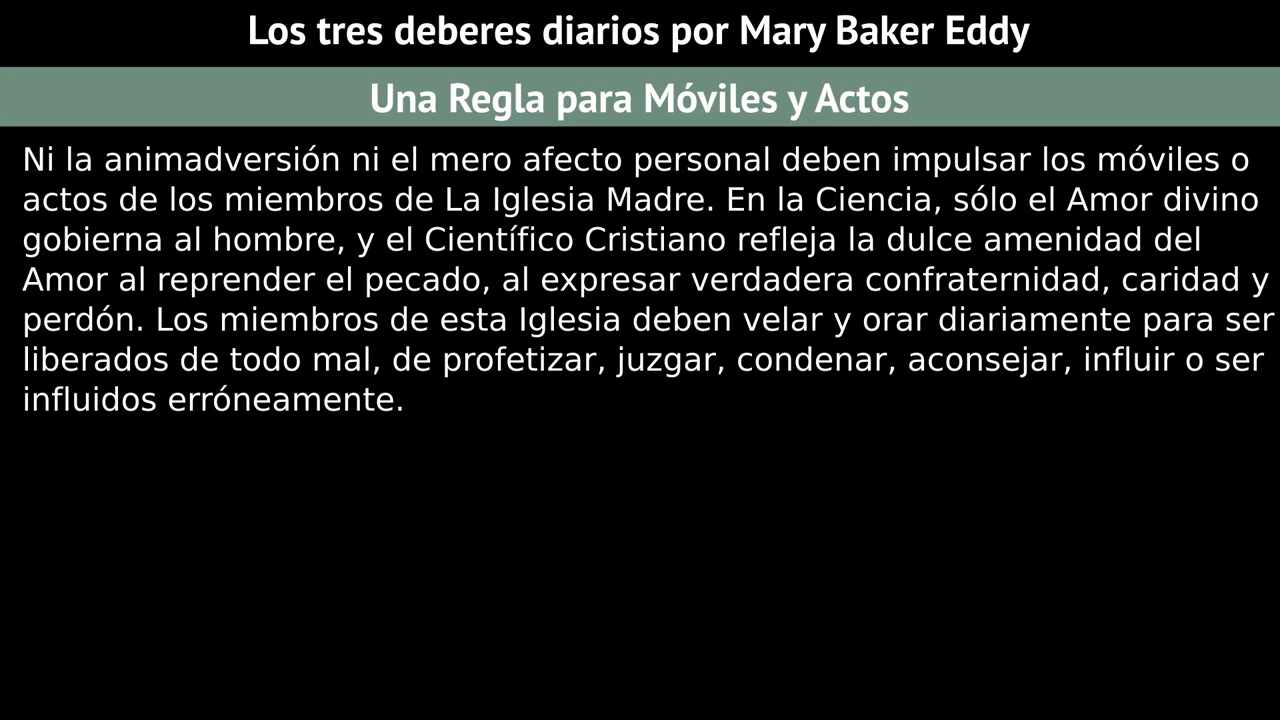 Los tres deberes diarios por Mary Baker Eddy
Una Regla para Móviles y Actos
Ni la animadversión ni el mero afecto personal deben impulsar los móviles o
actos de los miembros de La Iglesia Madre. En la Ciencia, sólo el Amor divino
gobierna al hombre, y el Científico Cristiano refleja la dulce amenidad del
Amor al reprender el pecado, al expresar verdadera confraternidad, caridad y
perdón. Los miembros de esta Iglesia deben velar y orar diariamente para ser
liberados de todo mal, de profetizar, juzgar, condenar, aconsejar, influir o ser
influidos erróneamente.